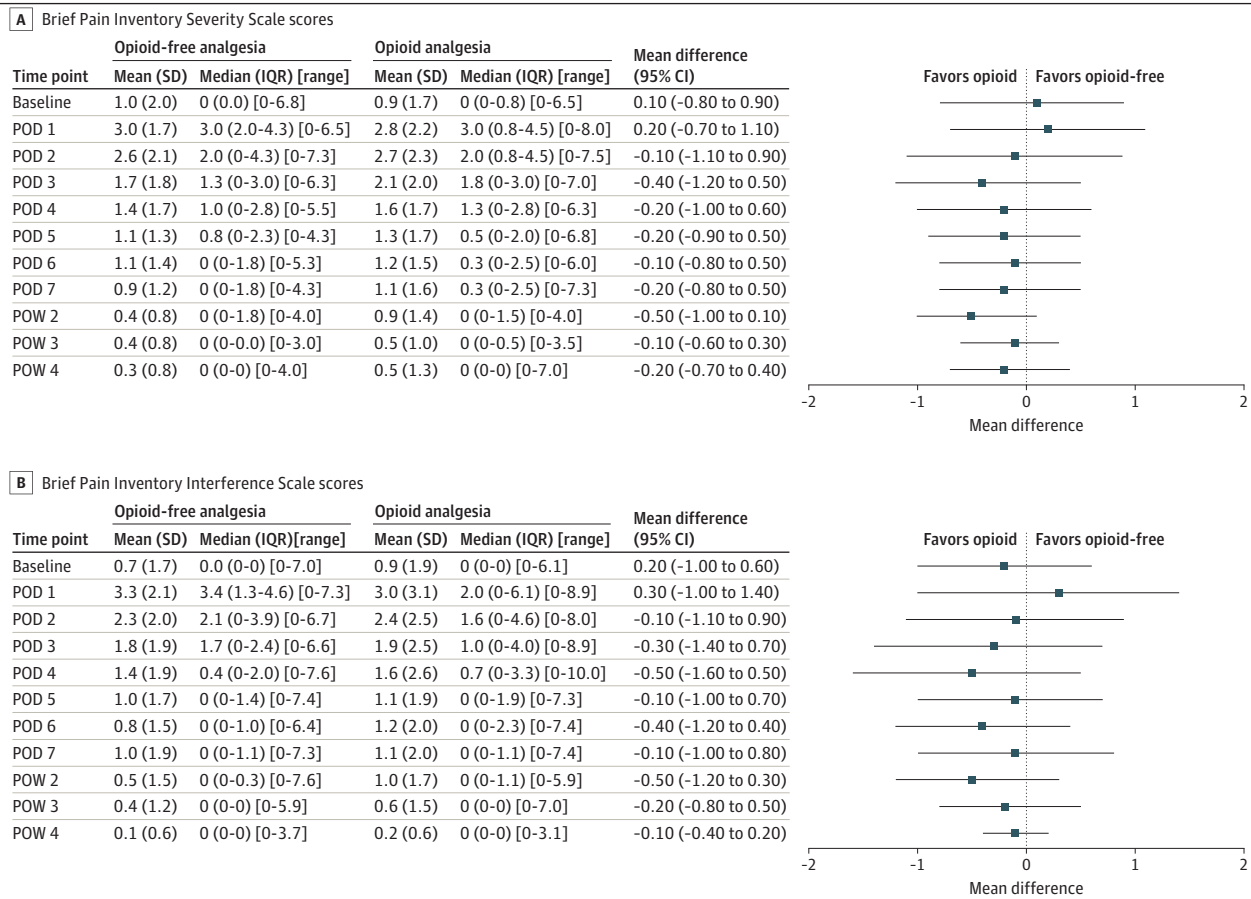 A Brief Pain Inventory Severity Scale scores
Opioid-free analgesia Opioid analgesia Mean difference (95% CI)
Time point Mean (SD) Median (IQR) [range] Mean (SD) Median (IQR) [range] Favors opioid Favors opioid-free
Baseline 1.0 (2.0) 0 (0.0) [0-6.8] 0.9 (1.7) 0 (0-0.8) [0-6.5] 0.10 (-0.80 to 0.90)
POD 1 3.0 (1.7) 3.0 (2.0-4.3) [0-6.5] 2.8 (2.2) 3.0 (0.8-4.5) [0-8.0] 0.20 (-0.70 to 1.10)
POD 2 2.6 (2.1) 2.0 (0-4.3) [0-7.3] 2.7 (2.3) 2.0 (0.8-4.5) [0-7.5] -0.10 (-1.10 to 0.90)
POD 3 1.7 (1.8) 1.3 (0-3.0) [0-6.3] 2.1 (2.0) 1.8 (0-3.0) [0-7.0] -0.40 (-1.20 to 0.50)
POD 4 1.4 (1.7) 1.0 (0-2.8) [0-5.5] 1.6 (1.7) 1.3 (0-2.8) [0-6.3] -0.20 (-1.00 to 0.60)
POD 5 1.1 (1.3) 0.8 (0-2.3) [0-4.3] 1.3 (1.7) 0.5 (0-2.0) [0-6.8] -0.20 (-0.90 to 0.50)
POD 6 1.1 (1.4) 0 (0-1.8) [0-5.3] 1.2 (1.5) 0.3 (0-2.5) [0-6.0] -0.10 (-0.80 to 0.50)
POD 7 0.9 (1.2) 0 (0-1.8) [0-4.3] 1.1 (1.6) 0.3 (0-2.5) [0-7.3] -0.20 (-0.80 to 0.50)
POW 2 0.4 (0.8) 0 (0-1.8) [0-4.0] 0.9 (1.4) 0 (0-1.5) [0-4.0] -0.50 (-1.00 to 0.10)
POW 3 0.4 (0.8) 0 (0-0.0) [0-3.0] 0.5 (1.0) 0 (0-0.5) [0-3.5] -0.10 (-0.60 to 0.30)
POW 4 0.3 (0.8) 0 (0-0) [0-4.0] 0.5 (1.3) 0 (0-0) [0-7.0] -0.20 (-0.70 to 0.40)
-2 -1 0 1 2
Mean difference
B Brief Pain Inventory Interference Scale scores
Opioid-free analgesia Opioid analgesia Mean difference (95% CI)
Time point Mean (SD) Median (IQR)[range] Mean (SD) Median (IQR) [range] Favors opioid Favors opioid-free
Baseline 0.7 (1.7) 0.0 (0-0) [0-7.0] 0.9 (1.9) 0 (0-0) [0-6.1] 0.20 (-1.00 to 0.60)
POD 1 3.3 (2.1) 3.4 (1.3-4.6) [0-7.3] 3.0 (3.1) 2.0 (0-6.1) [0-8.9] 0.30 (-1.00 to 1.40)
POD 2 2.3 (2.0) 2.1 (0-3.9) [0-6.7] 2.4 (2.5) 1.6 (0-4.6) [0-8.0] -0.10 (-1.10 to 0.90)
POD 3 1.8 (1.9) 1.7 (0-2.4) [0-6.6] 1.9 (2.5) 1.0 (0-4.0) [0-8.9] -0.30 (-1.40 to 0.70)
POD 4 1.4 (1.9) 0.4 (0-2.0) [0-7.6] 1.6 (2.6) 0.7 (0-3.3) [0-10.0] -0.50 (-1.60 to 0.50)
POD 5 1.0 (1.7) 0 (0-1.4) [0-7.4] 1.1 (1.9) 0 (0-1.9) [0-7.3] -0.10 (-1.00 to 0.70)
POD 6 0.8 (1.5) 0 (0-1.0) [0-6.4] 1.2 (2.0) 0 (0-2.3) [0-7.4] -0.40 (-1.20 to 0.40)
POD 7 1.0 (1.9) 0 (0-1.1) [0-7.3] 1.1 (2.0) 0 (0-1.1) [0-7.4] -0.10 (-1.00 to 0.80)
POW 2 0.5 (1.5) 0 (0-0.3) [0-7.6] 1.0 (1.7) 0 (0-1.1) [0-5.9] -0.50 (-1.20 to 0.30)
POW 3 0.4 (1.2) 0 (0-0) [0-5.9] 0.6 (1.5) 0 (0-0) [0-7.0] -0.20 (-0.80 to 0.50)
POW 4 0.1 (0.6) 0 (0-0) [0-3.7] 0.2 (0.6) 0 (0-0) [0-3.1] -0.10 (-0.40 to 0.20)
-2 -1 0 1 2
Mean difference